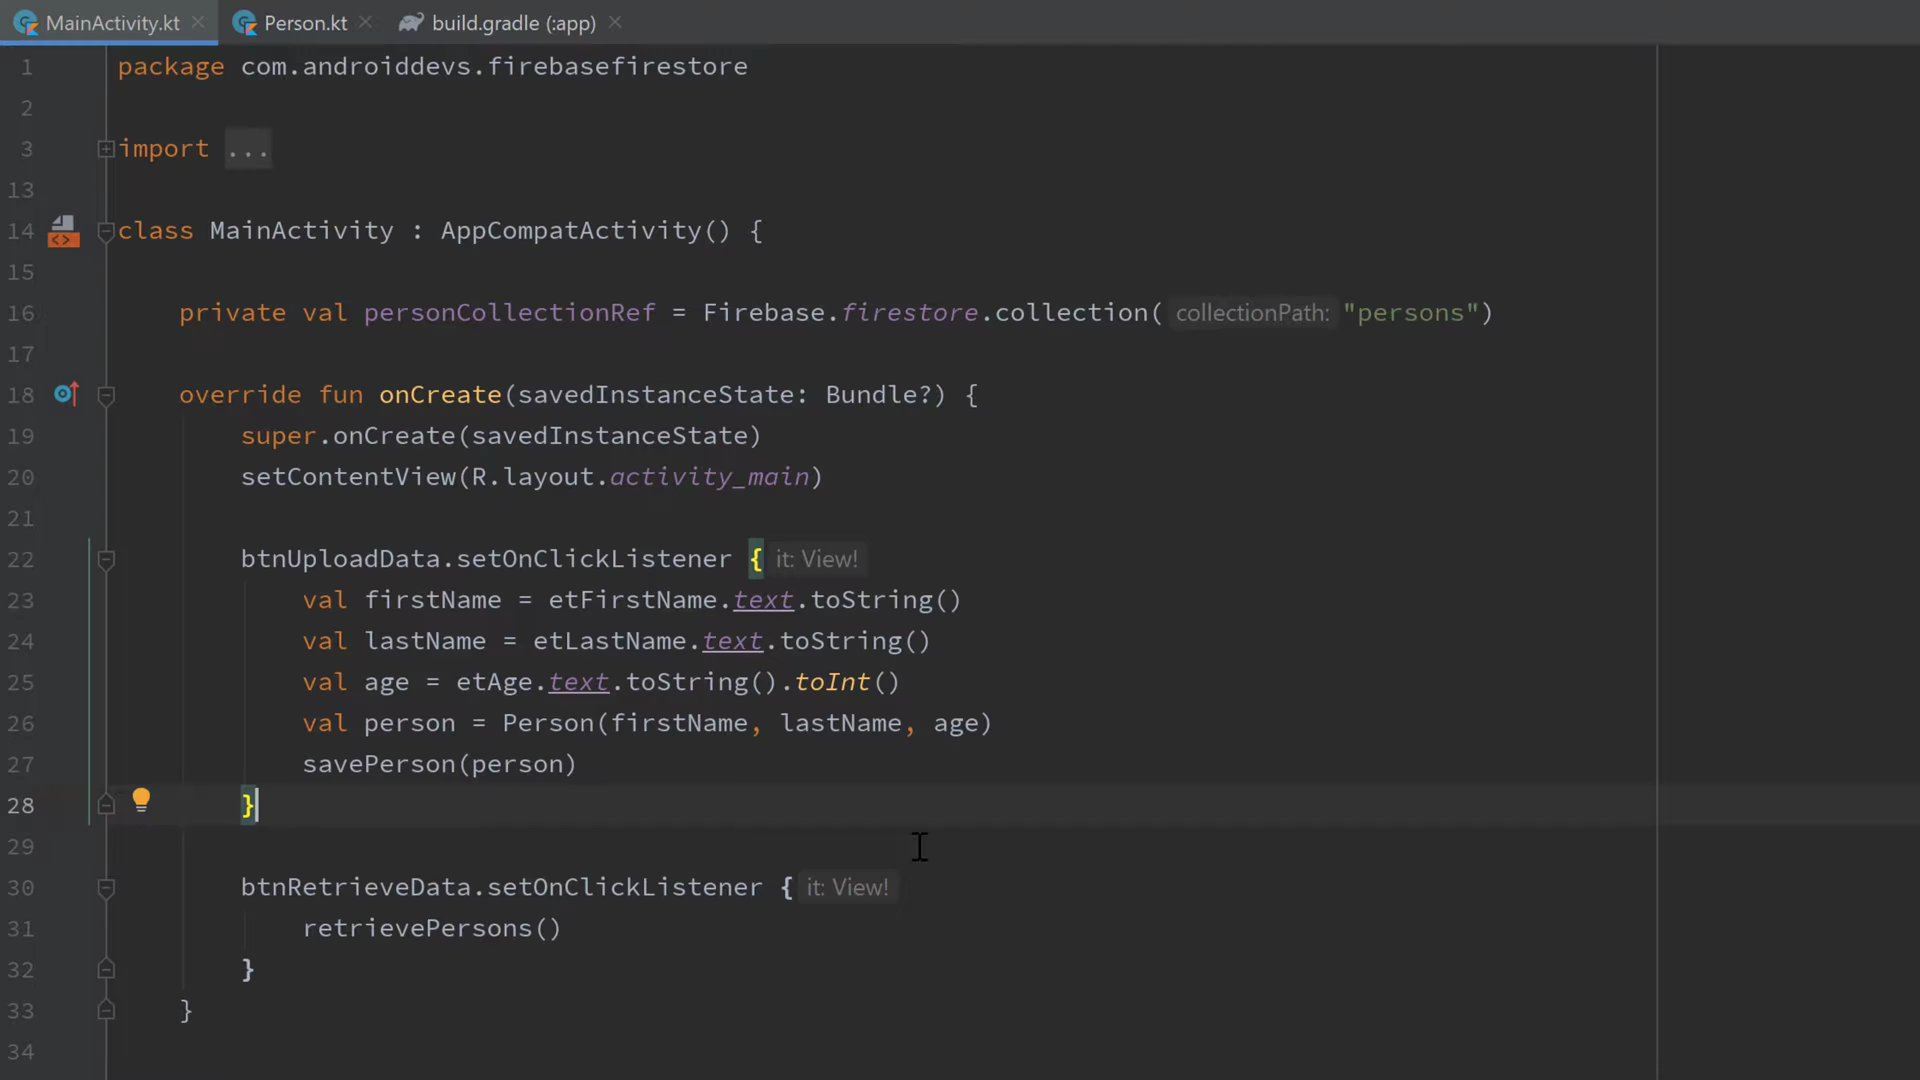 MainActivity.kt Person.kt build.gradle (:app)
1 package com.androiddevs.firebasefirestore
2
3 import ...
13
14 class MainActivity : AppCompatActivity() {
15
16 private val personCollectionRef = Firebase.firestore.collection( collectionPath: "persons")
17
18 override fun onCreate(savedInstanceState: Bundle?) {
19 super.onCreate(savedInstanceState)
20 setContentView(R.layout.activity_main)
21
22 btnUploadData.setOnClickListener { it: View!
23 val firstName = etFirstName.text.toString()
24 val lastName = etLastName.text.toString()
25 val age = etAge.text.toString().toInt()
26 val person = Person(firstName, lastName, age)
27 savePerson(person)
28 }
29
30 btnRetrieveData.setOnClickListener { it: View!
31 retrievePersons()
32 }
33 }
34